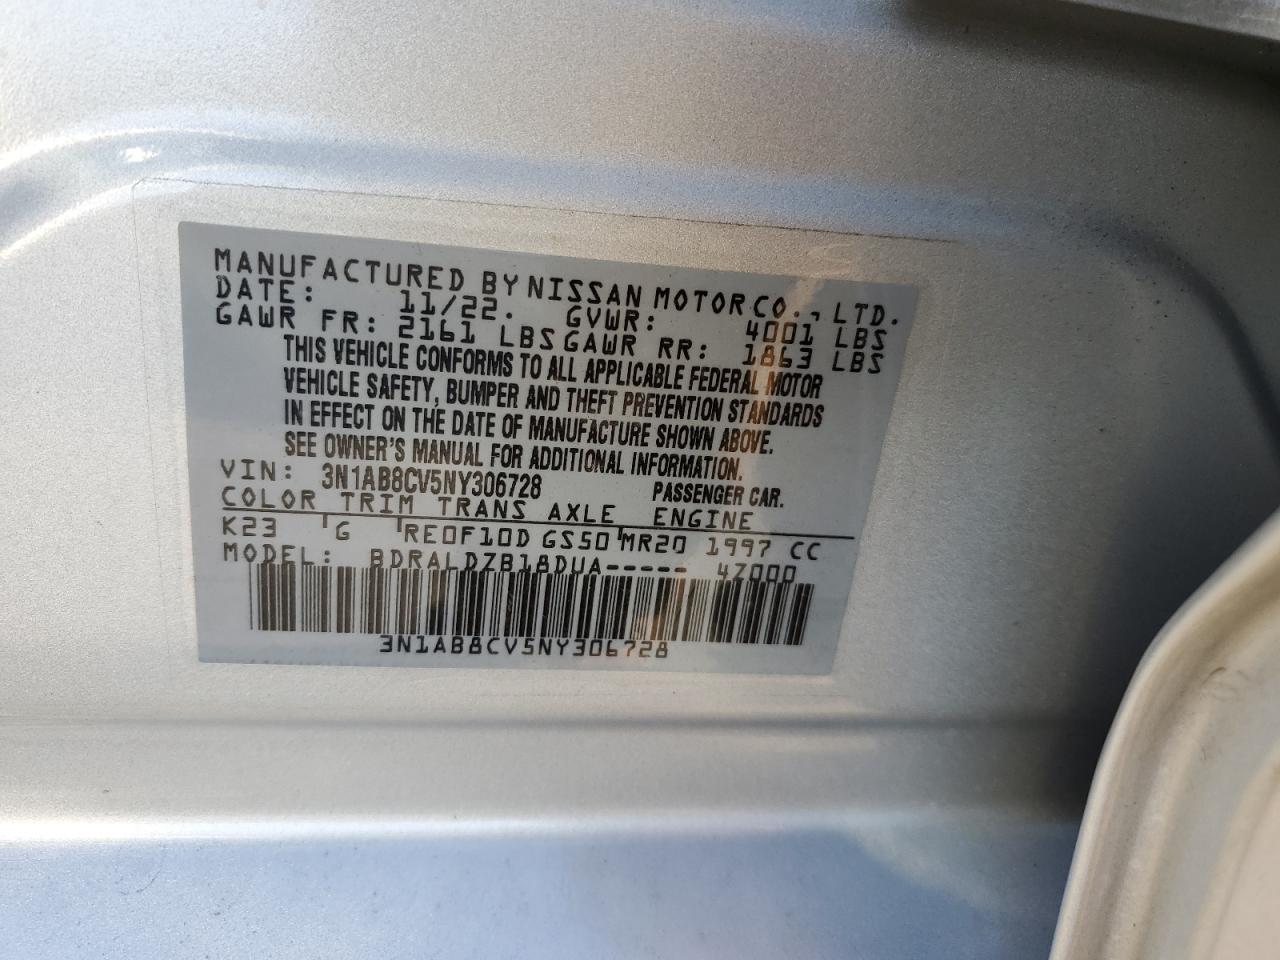 MANUFACTURED BY NISSAN MOTOR CO., LTD.
DATE: 11/22. GVWR: 4001 LBS
GAWR FR: 2161 LBS GAWR RR: 1863 LBS
THIS VEHICLE CONFORMS TO ALL APPLICABLE FEDERAL MOTOR
VEHICLE SAFETY, BUMPER AND THEFT PREVENTION STANDARDS
IN EFFECT ON THE DATE OF MANUFACTURE SHOWN ABOVE.
SEE OWNER'S MANUAL FOR ADDITIONAL INFORMATION.
VIN: 3N1AB8CV5NY306728 PASSENGER CAR.
COLOR TRIM TRANS AXLE ENGINE
K23 G RE0F10D GS50 MR20 1997 CC
MODEL: BDRALDZB18DUA----- 4Z000
3N1AB8CV5NY306728